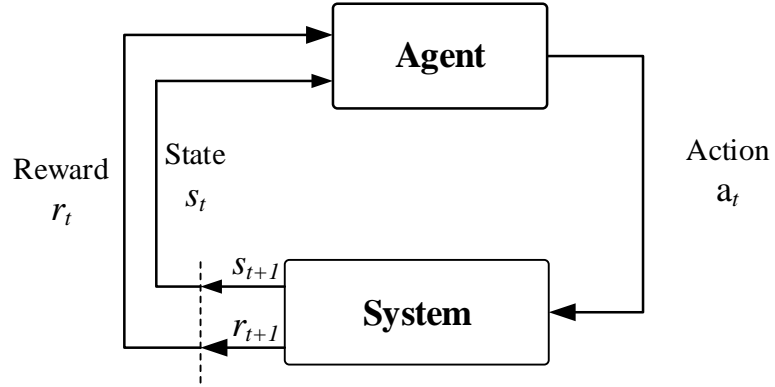 Agent
State
s_t
Reward
r_t
Action
a_t
s_{t+1}
System
r_{t+1}